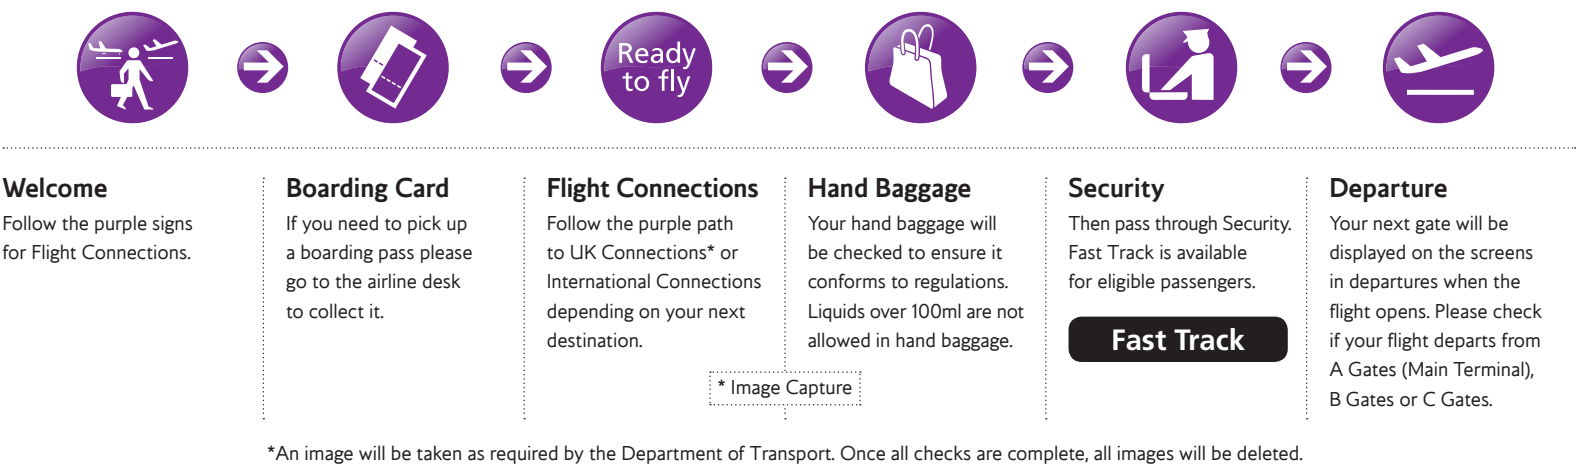 Ready
to fly
Welcome
Follow the purple signs
for Flight Connections.
Boarding Card
If you need to pick up
a boarding pass please
go to the airline desk
to collect it.
Flight Connections
Follow the purple path
to UK Connections* or
International Connections
depending on your next
destination.
* Image Capture
Hand Baggage
Your hand baggage will
be checked to ensure it
conforms to regulations.
Liquids over 100ml are not
allowed in hand baggage.
Security
Then pass through Security.
Fast Track is available
for eligible passengers.
Fast Track
Departure
Your next gate will be
displayed on the screens
in departures when the
flight opens. Please check
if your flight departs from
A Gates (Main Terminal),
B Gates or C Gates.
*An image will be taken as required by the Department of Transport. Once all checks are complete, all images will be deleted.